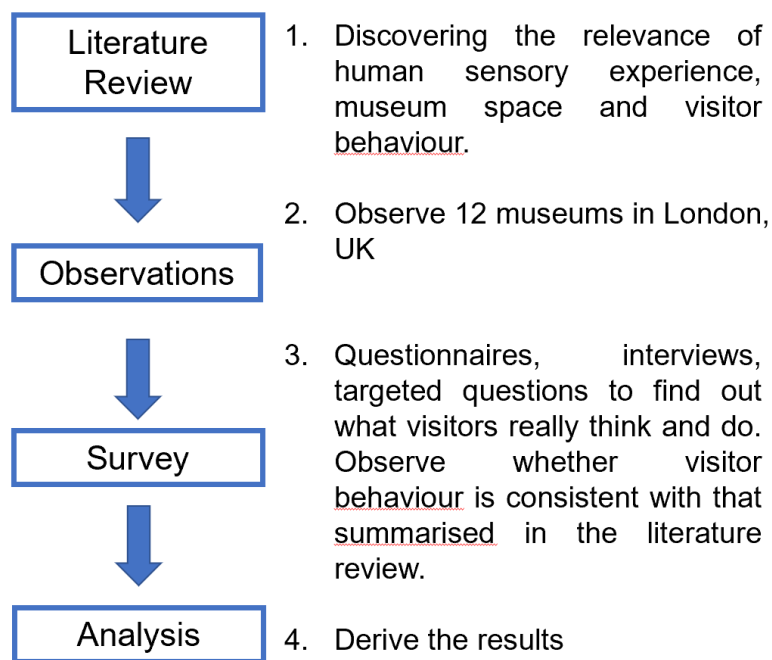 Literature
Review
1. Discovering the relevance of
human sensory experience,
museum space and visitor
behaviour.
Observations
2. Observe 12 museums in London,
UK
Survey
3. Questionnaires, interviews,
targeted questions to find out
what visitors really think and do.
Observe whether visitor
behaviour is consistent with that
summarised in the literature
review.
Analysis
4. Derive the results